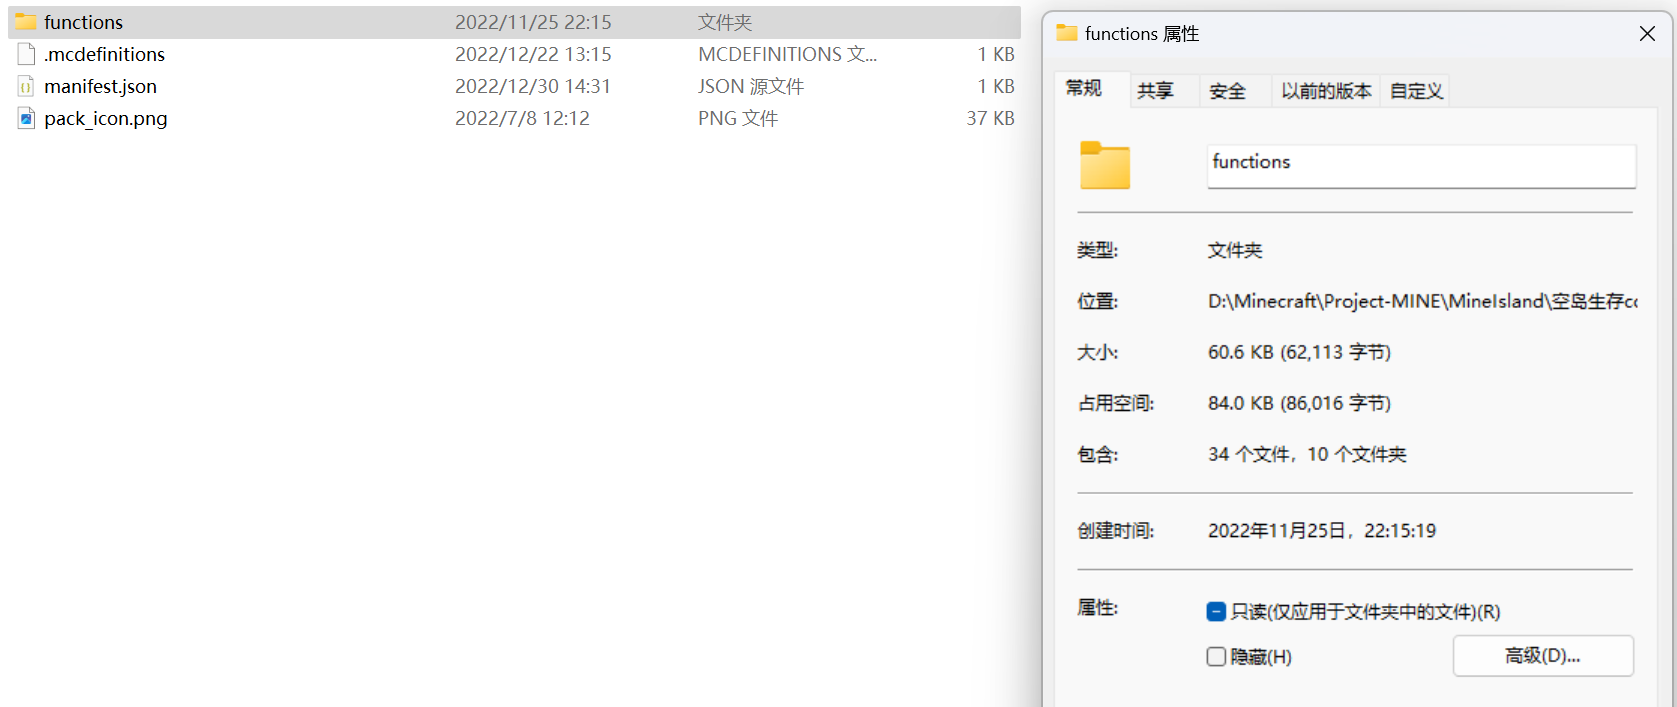 functions 2022/11/25 22:15 文件夹
.mcdefinitions 2022/12/22 13:15 MCDEFINITIONS 文... 1 KB
manifest.json 2022/12/30 14:31 JSON 源文件 1 KB
pack_icon.png 2022/7/8 12:12 PNG 文件 37 KB
functions 属性
常规 共享 安全 以前的版本 自定义
functions
类型: 文件夹
位置: D:\Minecraft\Project-MINE\MineIsland\空岛生存co
大小: 60.6 KB (62,113 字节)
占用空间: 84.0 KB (86,016 字节)
包含: 34 个文件，10 个文件夹
创建时间: 2022年11月25日，22:15:19
属性: 只读(仅应用于文件夹中的文件)(R)
隐藏(H) 高级(D)...